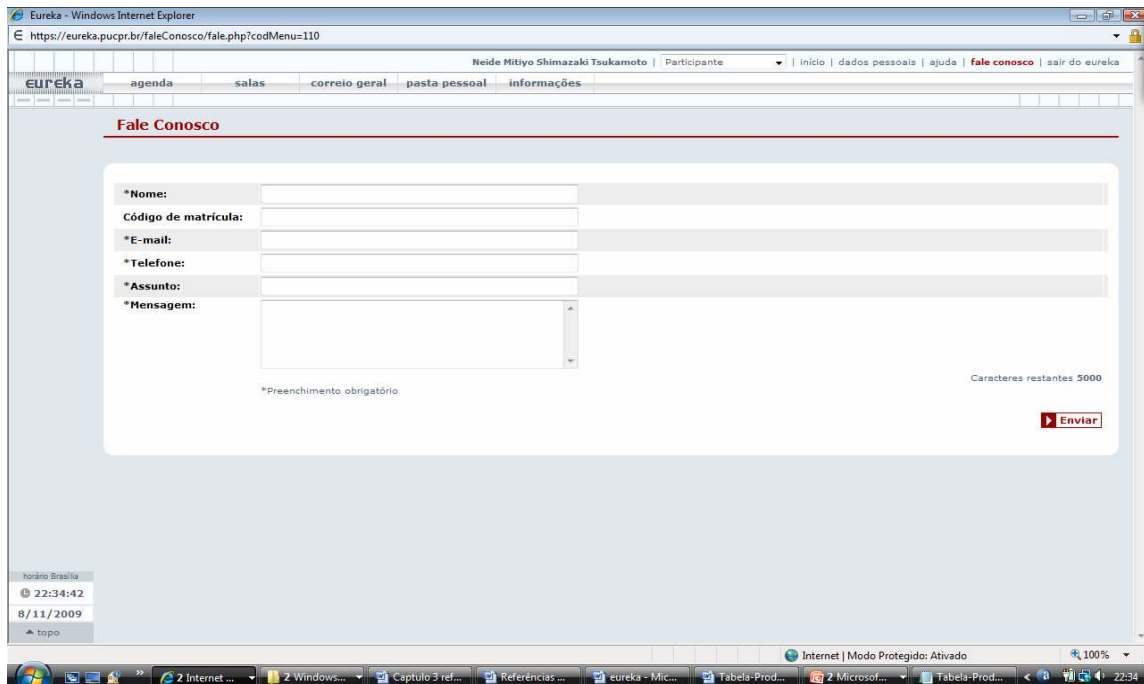 Eureka - Windows Internet Explorer
https://eureka.pucpr.br/faleConosco/fale.php?codMenu=110
Neide Mitiyo Shimazaki Tsukamoto | Participante | início | dados pessoais | ajuda | fale conosco | sair do eureka
eureka agenda salas correio geral pasta pessoal informações
Fale Conosco
*Nome:
Código de matrícula:
*E-mail:
*Telefone:
*Assunto:
*Mensagem:
Caracteres restantes 5000
*Preenchimento obrigatório
Enviar
horário Brasília
22:34:42
8/11/2009
topo
Internet | Modo Protegido: Ativado 100%
2 Internet ... 2 Windows... Captulo 3 ref... Referências ... eureka - Mic... Tabela-Prod... 2 Microsof... Tabela-Prod... 22:34